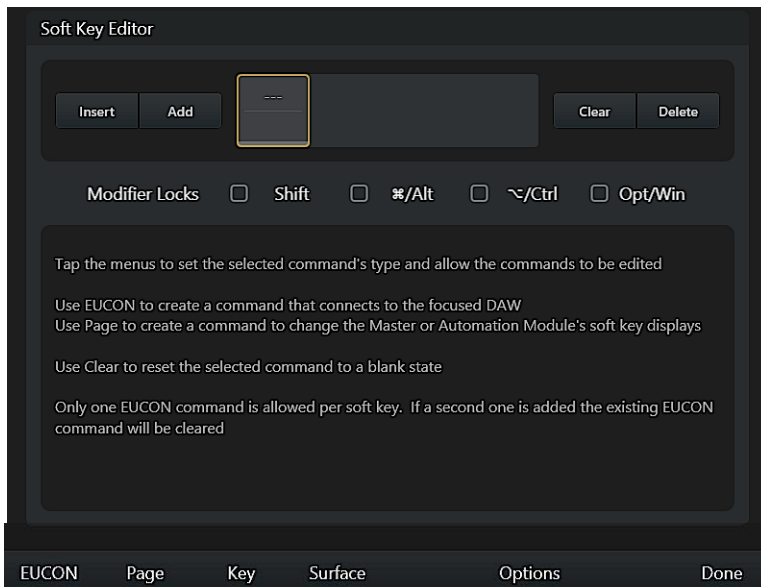 Soft Key Editor
Insert Add --- Clear Delete
Modifier Locks Shift ⌘/Alt ⌥/Ctrl Opt/Win
Tap the menus to set the selected command's type and allow the commands to be edited
Use EUCON to create a command that connects to the focused DAW
Use Page to create a command to change the Master or Automation Module's soft key displays
Use Clear to reset the selected command to a blank state
Only one EUCON command is allowed per soft key. If a second one is added the existing EUCON
command will be cleared
EUCON Page Key Surface Options Done